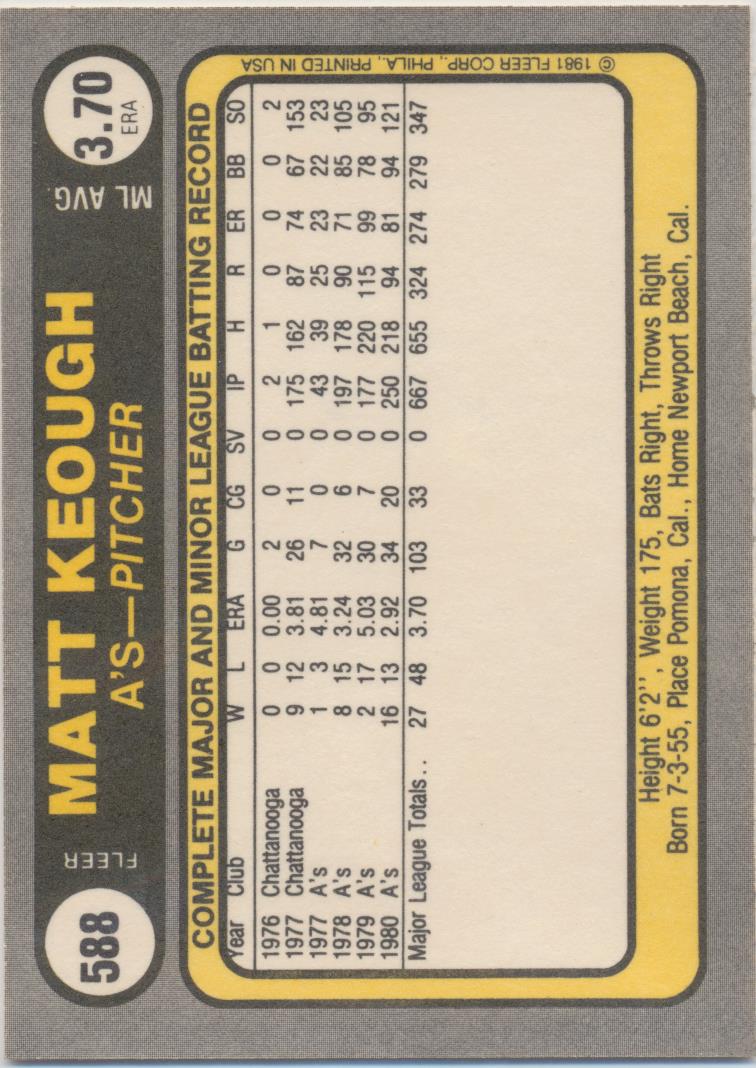 588
FLEER
MATT KEOUGH
A'S—PITCHER
ML AVG.
3.70
ERA
COMPLETE MAJOR AND MINOR LEAGUE BATTING RECORD
Year Club W L ERA G CG SV IP H R ER BB SO
1976 Chattanooga 0 0 0.00 2 0 0 2 1 0 0 0 2
1977 Chattanooga 9 12 3.81 26 11 0 175 162 87 74 67 153
1977 A's 1 3 4.81 7 0 0 43 39 25 23 22 23
1978 A's 8 15 3.24 32 6 0 197 178 90 71 85 105
1979 A's 2 17 5.03 30 7 0 177 220 115 99 78 95
1980 A's 16 13 2.92 34 20 0 250 218 94 81 94 121
Major League Totals.. 27 48 3.70 103 33 0 667 655 324 274 279 347
Height 6'2'', Weight 175, Bats Right, Throws Right
Born 7-3-55, Place Pomona, Cal., Home Newport Beach, Cal.
© 1981 FLEER CORP., PHILA., PRINTED IN USA